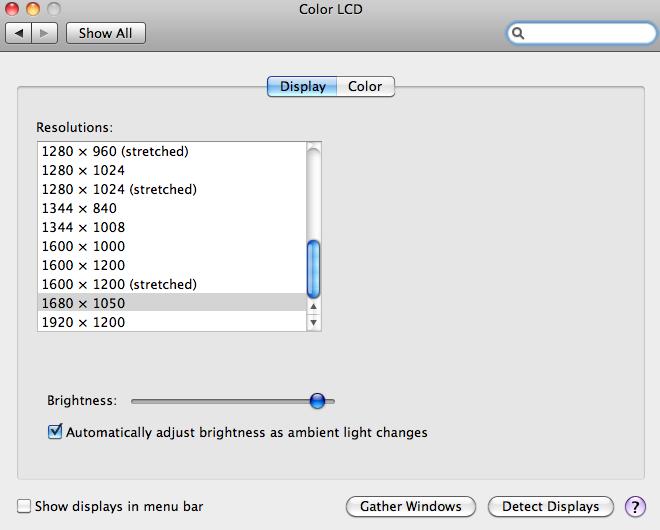 Color LCD
Show All
Display Color
Resolutions:
1280 × 960 (stretched)
1280 × 1024
1280 × 1024 (stretched)
1344 × 840
1344 × 1008
1600 × 1000
1600 × 1200
1600 × 1200 (stretched)
1680 × 1050
1920 × 1200
Brightness:
Automatically adjust brightness as ambient light changes
Show displays in menu bar Gather Windows Detect Displays ?